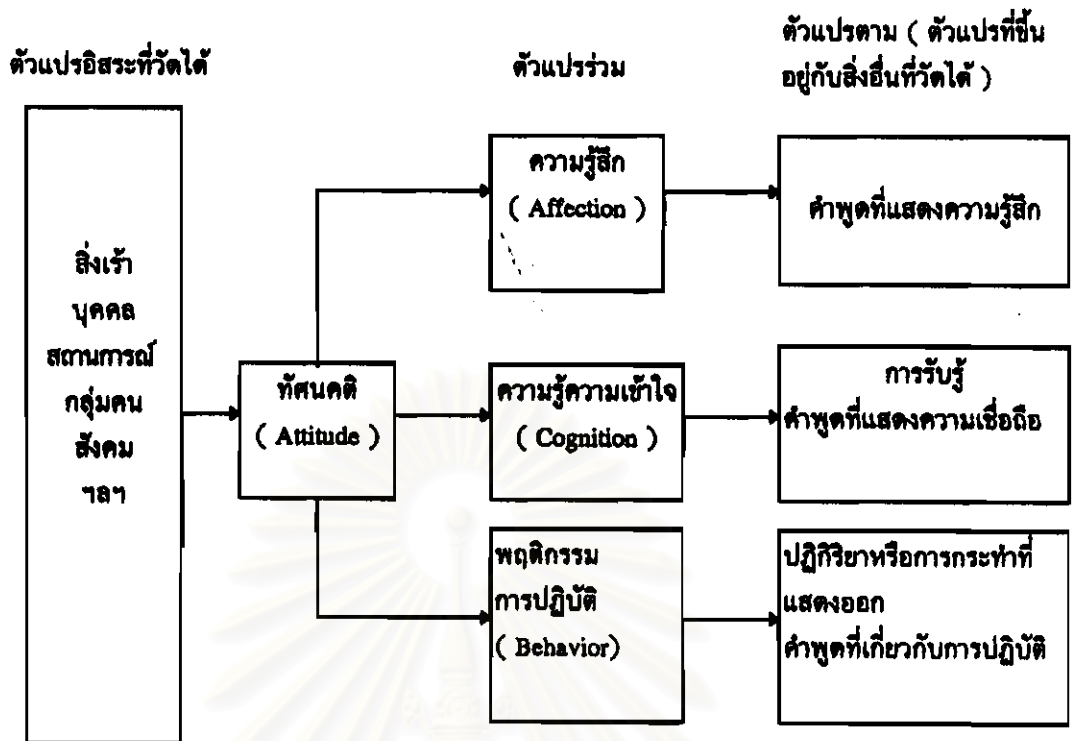 ตัวแปรอิสระที่วัดได้
ตัวแปรร่วม
ตัวแปรตาม ( ตัวแปรที่ขึ้น
อยู่กับสิ่งอื่นที่วัดได้ )
สิ่งเร้า
บุคคล
สถานการณ์
กลุ่มคน
สังคม
ฯลฯ
ทัศนคติ
( Attitude )
ความรู้สึก
( Affection )
คำพูดที่แสดงความรู้สึก
ความรู้ความเข้าใจ
( Cognition )
การรับรู้
คำพูดที่แสดงความเชื่อถือ
พฤติกรรม
การปฏิบัติ
( Behavior)
ปฏิกิริยาหรือการกระทำที่
แสดงออก
คำพูดที่เกี่ยวกับการปฏิบัติ